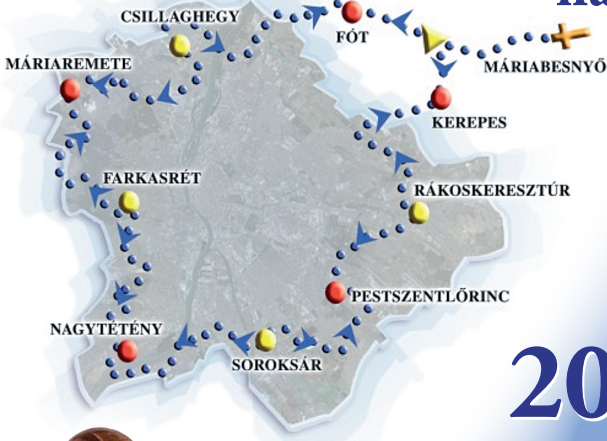 CSILLAGHEGY
FÓT
MÁRIABESNYŐ
MÁRIAREMETE
KEREPES
FARKASRÉT
RÁKOSKERESZTÚR
PESTSZENTLŐRINC
NAGYTÉTÉNY
SOROKSÁR
20